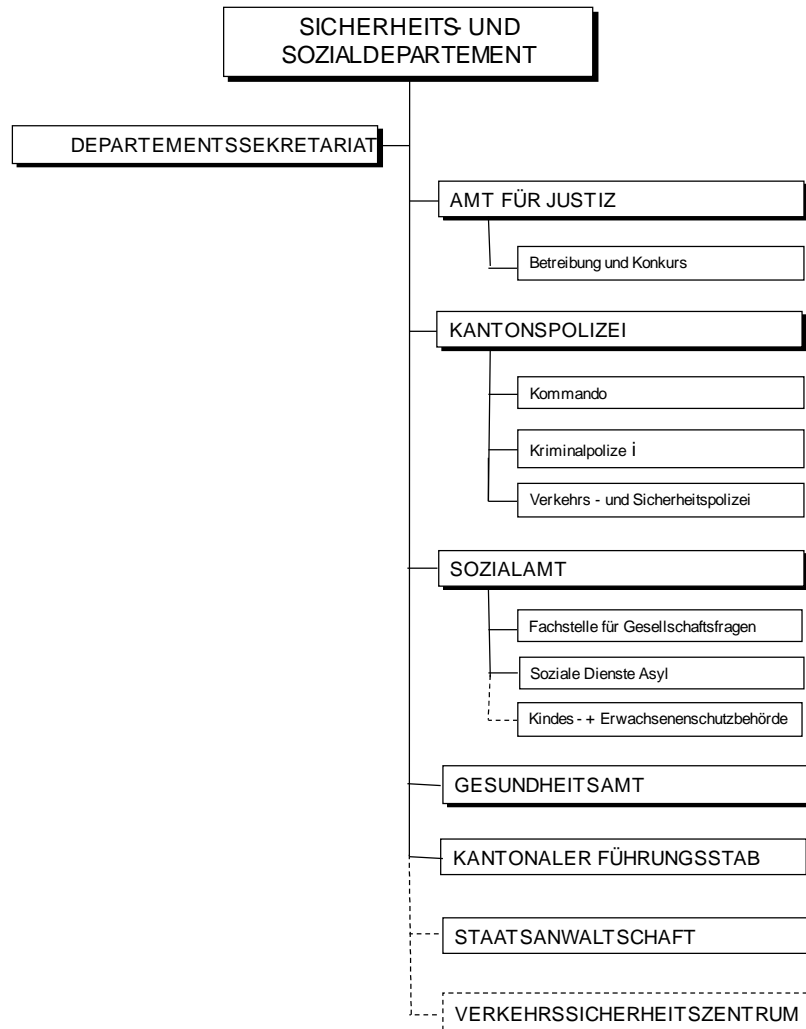 SICHERHEITS- UND
SOZIALDEPARTEMENT
DEPARTEMENTSSEKRETARIAT
AMT FÜR JUSTIZ
Betreibung und Konkurs
KANTONSPOLIZEI
Kommando
Kriminalpolize i
Verkehrs - und Sicherheitspolizei
SOZIALAMT
Fachstelle für Gesellschaftsfragen
Soziale Dienste Asyl
Kindes - + Erwachsenenschutzbehörde
GESUNDHEITSAMT
KANTONALER FÜHRUNGSSTAB
STAATSANWALTSCHAFT
VERKEHRSSICHERHEITSZENTRUM